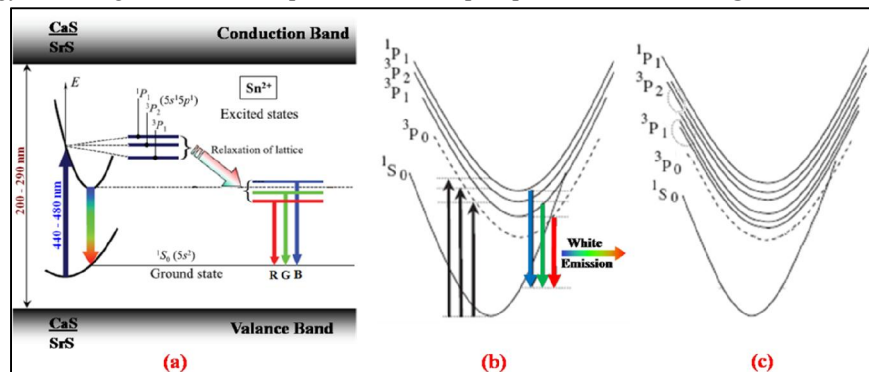 CaS
SrS
Conduction Band
200 - 290 nm
E
Sn²⁺
¹P₁
³P₂(5s¹5p¹)
³P₁
Excited states
Relaxation of lattice
440 - 480 nm
¹S₀ (5s²)
Ground state
R G B
CaS
SrS
Valance Band
(a)
¹P₁
³P₂
³P₁
³P₀
¹S₀
White
Emission
(b)
¹P₁
³P₂
³P₁
³P₀
¹S₀
(c)